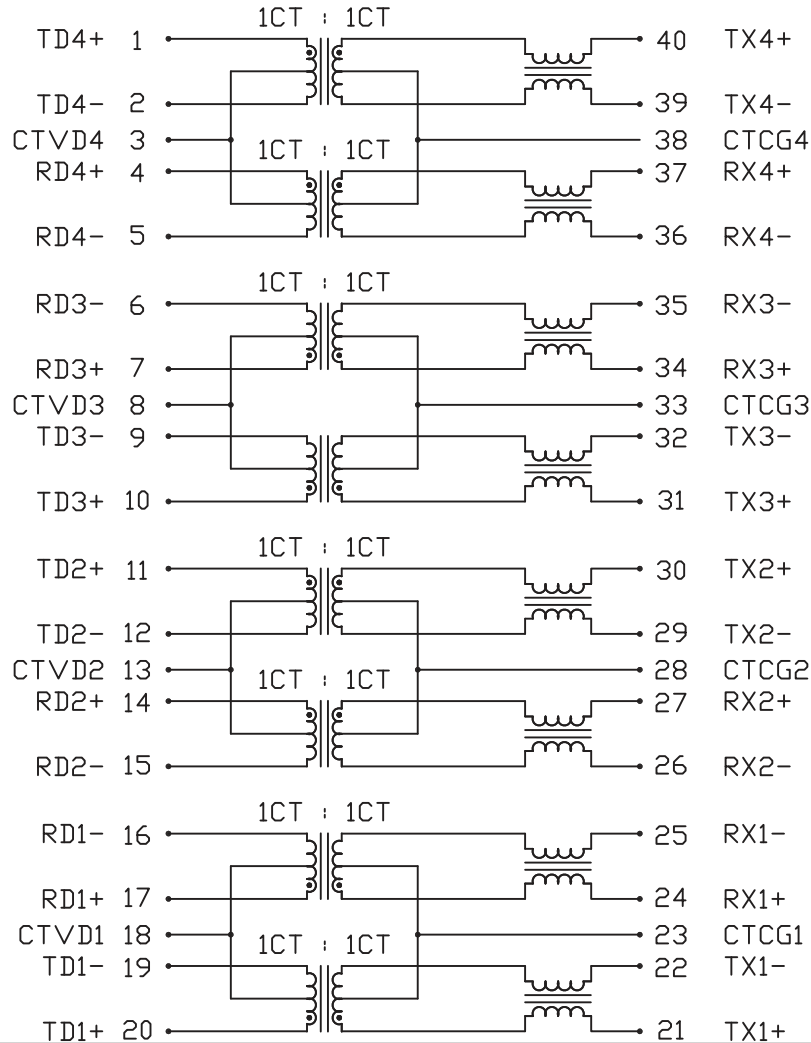 1CT : 1CT
TD4+ 1 40 TX4+
TD4- 2 39 TX4-
CTVD4 3 38 CTCG4
1CT : 1CT
RD4+ 4 37 RX4+
RD4- 5 36 RX4-
1CT : 1CT
RD3- 6 35 RX3-
RD3+ 7 34 RX3+
CTVD3 8 33 CTCG3
TD3- 9 32 TX3-
TD3+ 10 31 TX3+
1CT : 1CT
TD2+ 11 30 TX2+
TD2- 12 29 TX2-
CTVD2 13 28 CTCG2
1CT : 1CT
RD2+ 14 27 RX2+
RD2- 15 26 RX2-
1CT : 1CT
RD1- 16 25 RX1-
RD1+ 17 24 RX1+
CTVD1 18 23 CTCG1
1CT : 1CT
TD1- 19 22 TX1-
TD1+ 20 21 TX1+